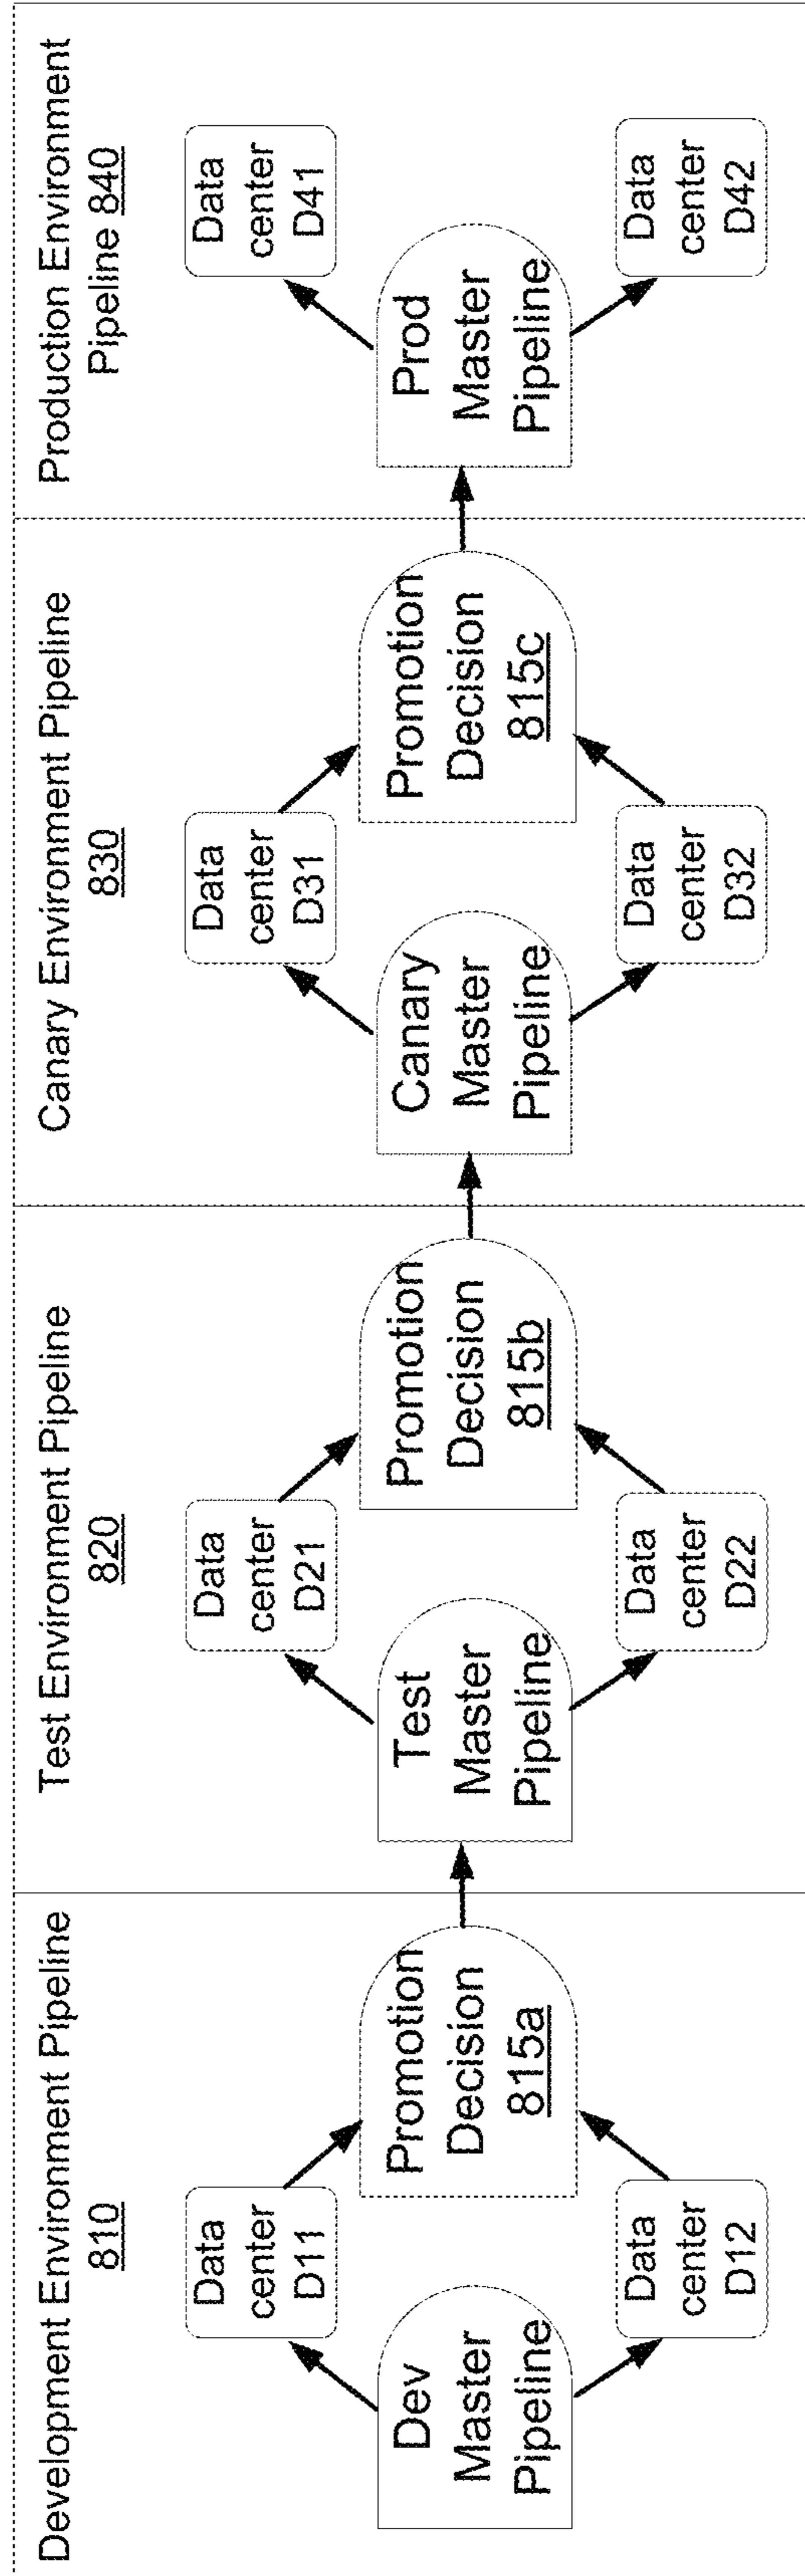 Development Environment Pipeline
810
Dev
Master
Pipeline
Data
center
D11
Data
center
D12
Promotion
Decision
815a
Test Environment Pipeline
820
Test
Master
Pipeline
Data
center
D21
Data
center
D22
Promotion
Decision
815b
Canary Environment Pipeline
830
Canary
Master
Pipeline
Data
center
D31
Data
center
D32
Promotion
Decision
815c
Production Environment
Pipeline 840
Prod
Master
Pipeline
Data
center
D41
Data
center
D42